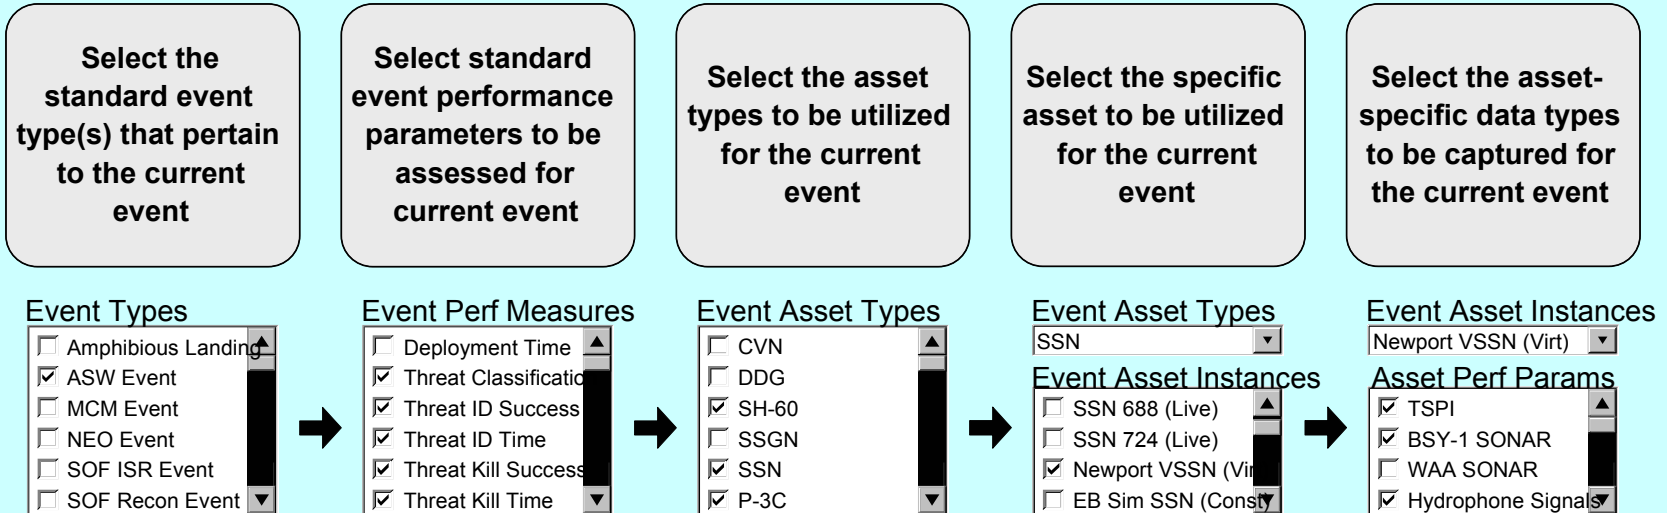 Select the
standard event
type(s) that pertain
to the current
event
Select standard
event performance
parameters to be
assessed for
current event
Select the asset
types to be utilized
for the current
event
Select the specific
asset to be utilized
for the current
event
Select the asset-
specific data types
to be captured for
the current event
Event Types
Amphibious Landing
ASW Event
MCM Event
NEO Event
SOF ISR Event
SOF Recon Event
Event Perf Measures
Deployment Time
Threat Classificatio
Threat ID Success
Threat ID Time
Threat Kill Success
Threat Kill Time
Event Asset Types
CVN
DDG
SH-60
SSGN
SSN
P-3C
Event Asset Types
SSN
Event Asset Instances
SSN 688 (Live)
SSN 724 (Live)
Newport VSSN (Vir
EB Sim SSN (Const)
Event Asset Instances
Newport VSSN (Virt)
Asset Perf Params
TSPI
BSY-1 SONAR
WAA SONAR
Hydrophone Signals